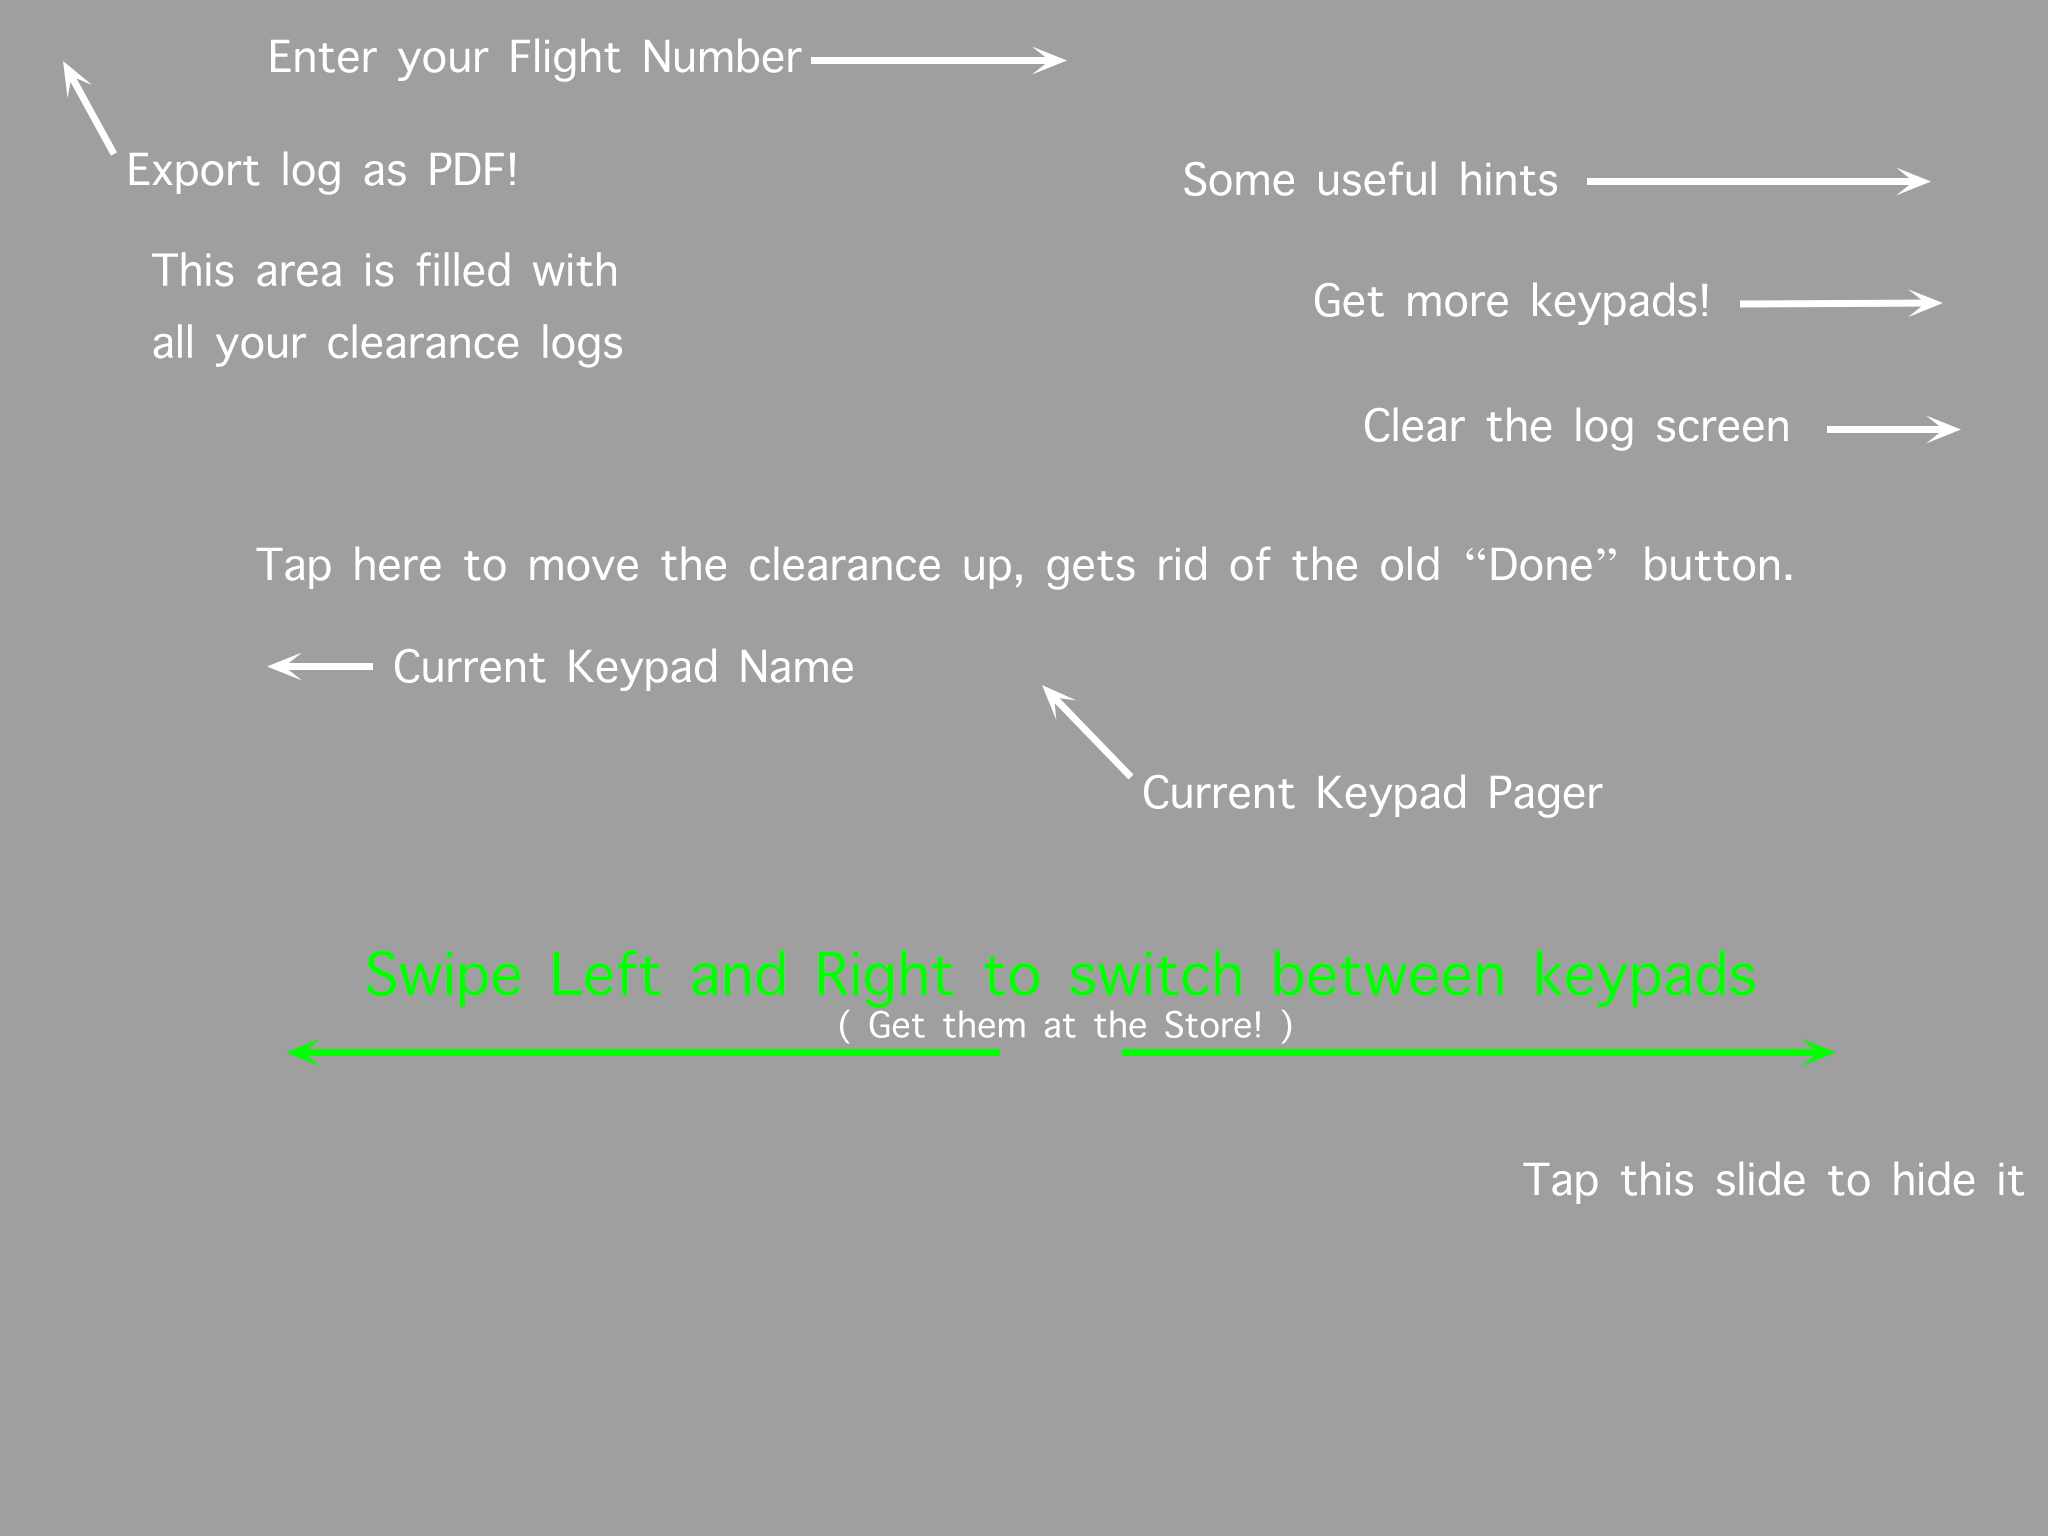 Enter your Flight Number
Export log as PDF!
Some useful hints
This area is filled with
all your clearance logs
Get more keypads!
Clear the log screen
Tap here to move the clearance up, gets rid of the old “Done” button.
Current Keypad Name
Current Keypad Pager
Swipe Left and Right to switch between keypads
( Get them at the Store! )
Tap this slide to hide it